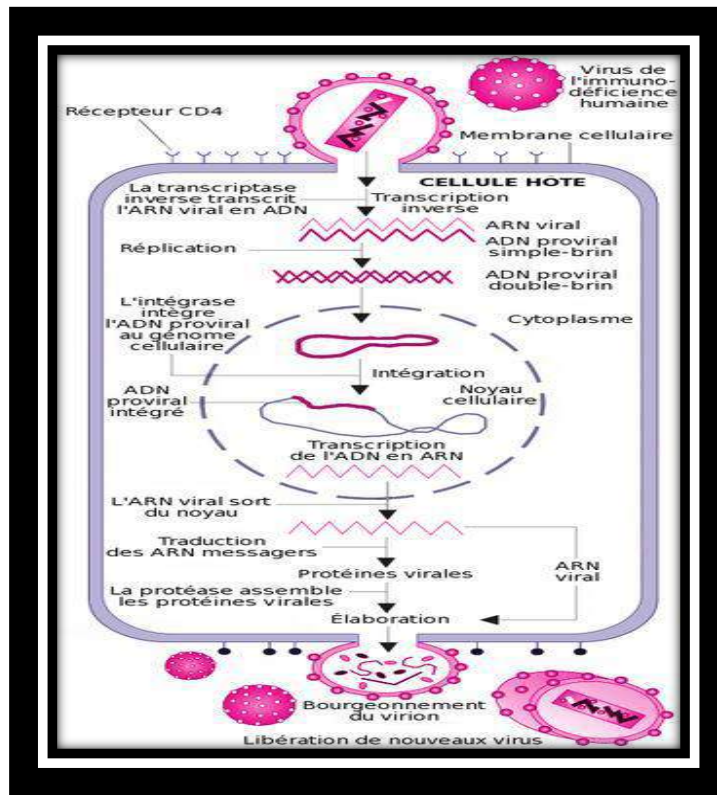 Virus de
l'immuno-
déficience
humaine
Récepteur CD4
Membrane cellulaire
CELLULE HÔTE
La transcriptase
inverse transcrit
l'ARN viral en ADN
Transcription
inverse
ARN viral
ADN proviral
simple-brin
Réplication
ADN proviral
double-brin
L'intégrase
intègre
l'ADN proviral
au génome
cellulaire
Cytoplasme
Intégration
ADN
proviral
intégré
Noyau
cellulaire
Transcription
de l'ADN en ARN
L'ARN viral sort
du noyau
Traduction
des ARN messagers
Protéines virales
ARN
viral
La protéase assemble
les protéines virales
Élaboration
Bourgeonnement
du virion
Libération de nouveaux virus